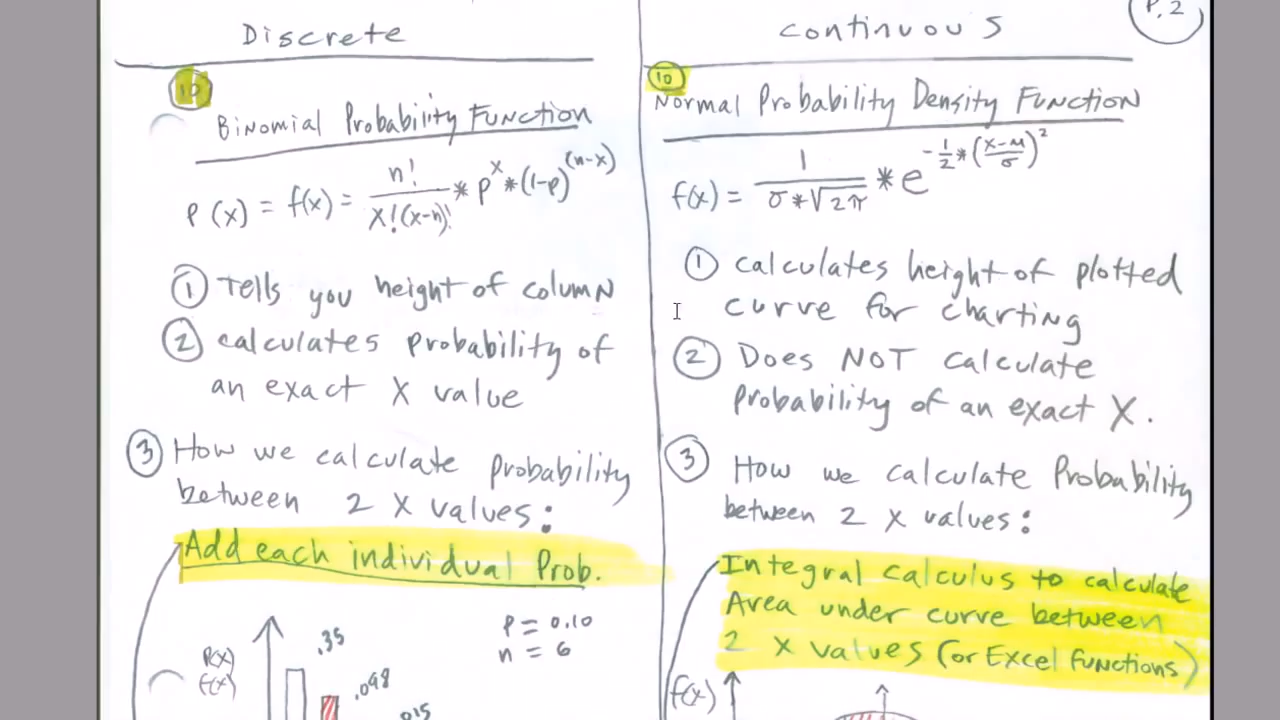 P.2
Discrete
10
Binomial Probability Function
P(x) = f(x) = n! / x!(x-n)! * p^x * (1-p)^(n-x)
① Tells you height of column
② calculates probability of
an exact X value
③ How we calculate probability
between 2 X values:
Add each individual Prob.
P = 0.10
n = 6
P(x)
f(x)
.35
.098
.015
continuous
10
Normal Probability Density Function
f(x) = 1 / σ*√2π * e^-1/2*((x-μ)/σ)^2
① calculates height of plotted
curve for charting
② Does NOT calculate
probability of an exact X.
③ How we calculate Probability
between 2 X values:
Integral calculus to calculate
Area under curve between
2 X values (or Excel functions)
f(x)